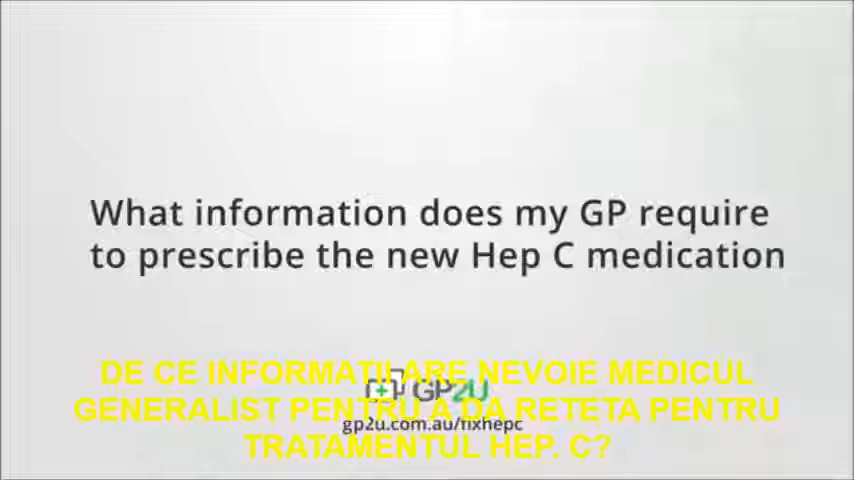 What information does my GP require
to prescribe the new Hep C medication
DE CE INFORMATII ARE NEVOIE MEDICUL
GP2U
GENERALIST PENTRU A DA RETETA PENTRU
gp2u.com.au/fixhepc
TRATAMENTUL HEP. C?